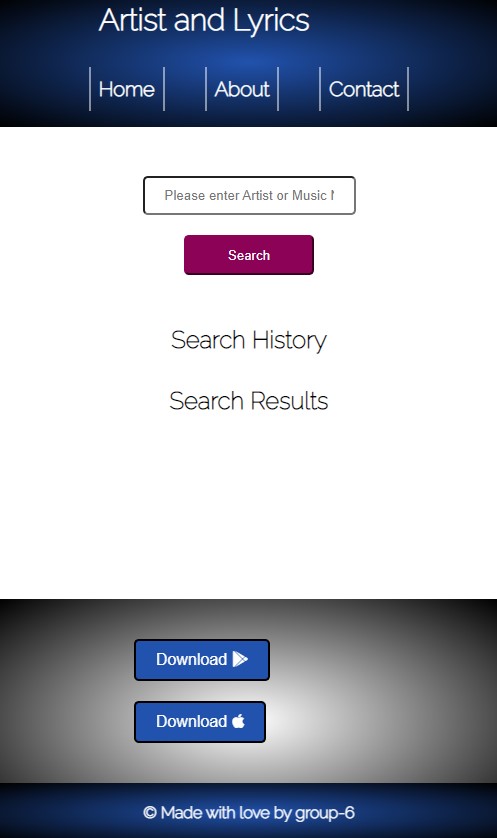 Artist and Lyrics
Home About Contact
Please enter Artist or Music
Search
Search History
Search Results
Download
Download
© Made with love by group-6